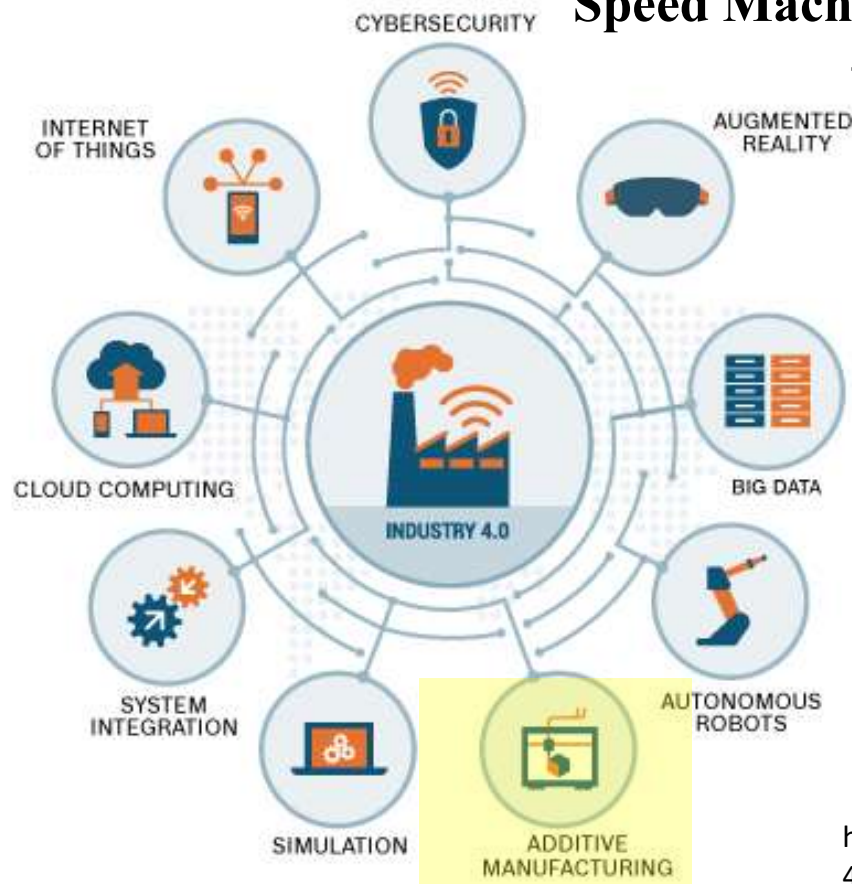 Speed Mach
CYBERSECURITY
INTERNET
OF THINGS
AUGMENTED
REALITY
CLOUD COMPUTING
BIG DATA
INDUSTRY 4.0
SYSTEM
INTEGRATION
AUTONOMOUS
ROBOTS
SIMULATION
ADDITIVE
MANUFACTURING
h
4